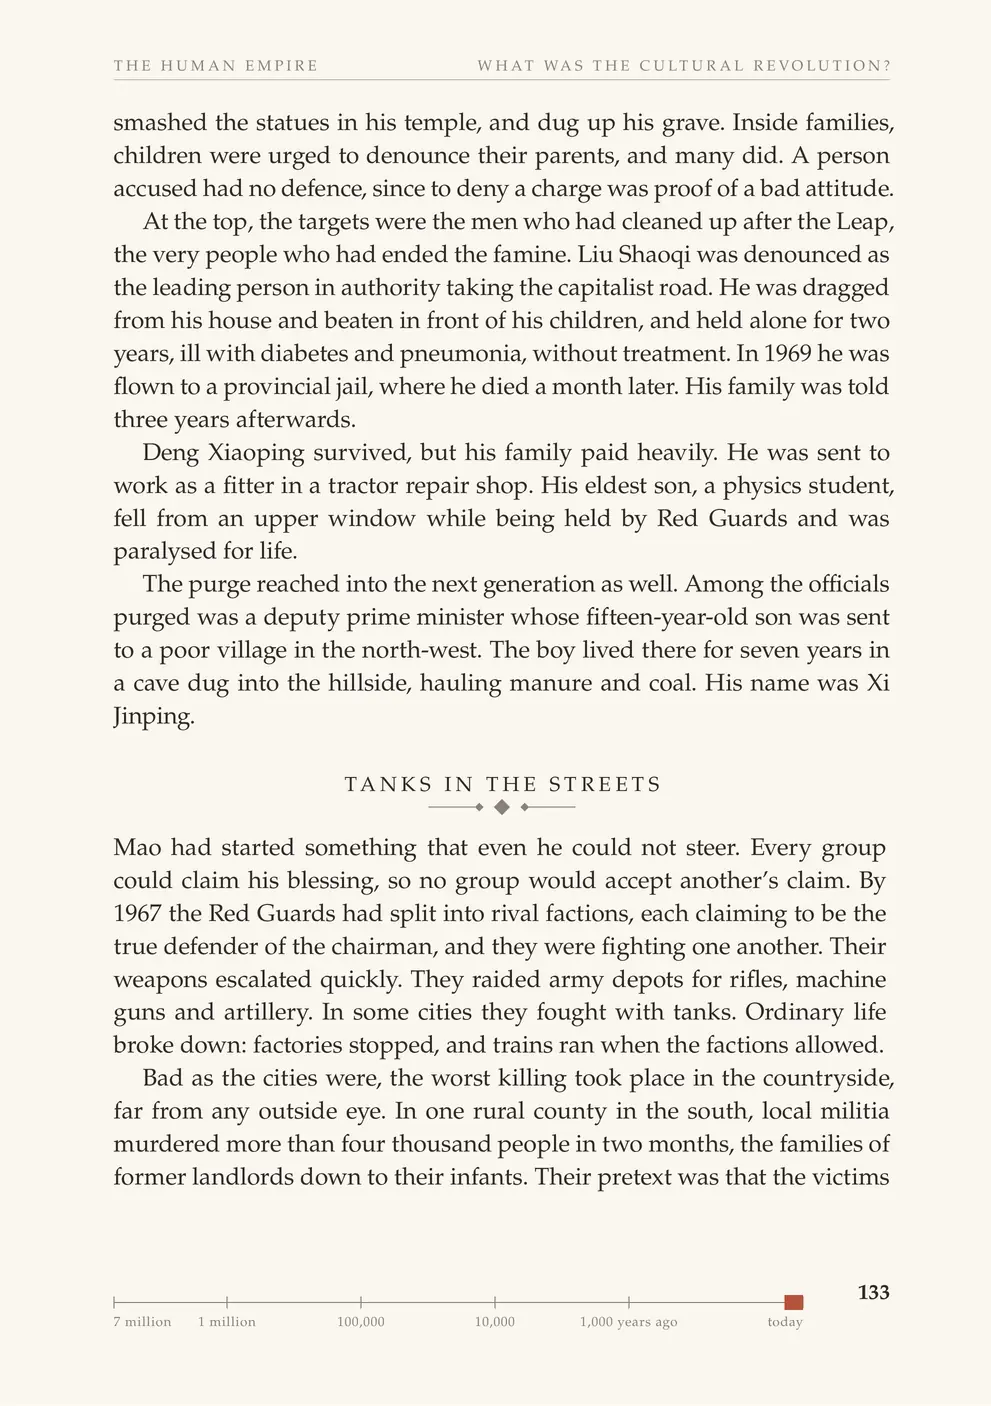 THE HUMAN EMPIRE
WHAT WAS THE CULTURAL REVOLUTION?
smashed the statues in his temple, and dug up his grave. Inside families,
children were urged to denounce their parents, and many did. A person
accused had no defence, since to deny a charge was proof of a bad attitude.
At the top, the targets were the men who had cleaned up after the Leap,
the very people who had ended the famine. Liu Shaoqi was denounced as
the leading person in authority taking the capitalist road. He was dragged
from his house and beaten in front of his children, and held alone for two
years, ill with diabetes and pneumonia, without treatment. In 1969 he was
flown to a provincial jail, where he died a month later. His family was told
three years afterwards.
Deng Xiaoping survived, but his family paid heavily. He was sent to
work as a fitter in a tractor repair shop. His eldest son, a physics student,
fell from an upper window while being held by Red Guards and was
paralysed for life.
The purge reached into the next generation as well. Among the officials
purged was a deputy prime minister whose fifteen-year-old son was sent
to a poor village in the north-west. The boy lived there for seven years in
a cave dug into the hillside, hauling manure and coal. His name was Xi
Jinping.
TANKS IN THE STREETS
Mao had started something that even he could not steer. Every group
could claim his blessing, so no group would accept another’s claim. By
1967 the Red Guards had split into rival factions, each claiming to be the
true defender of the chairman, and they were fighting one another. Their
weapons escalated quickly. They raided army depots for rifles, machine
guns and artillery. In some cities they fought with tanks. Ordinary life
broke down: factories stopped, and trains ran when the factions allowed.
Bad as the cities were, the worst killing took place in the countryside,
far from any outside eye. In one rural county in the south, local militia
murdered more than four thousand people in two months, the families of
former landlords down to their infants. Their pretext was that the victims
133
7 million 1 million 100,000 10,000 1,000 years ago today